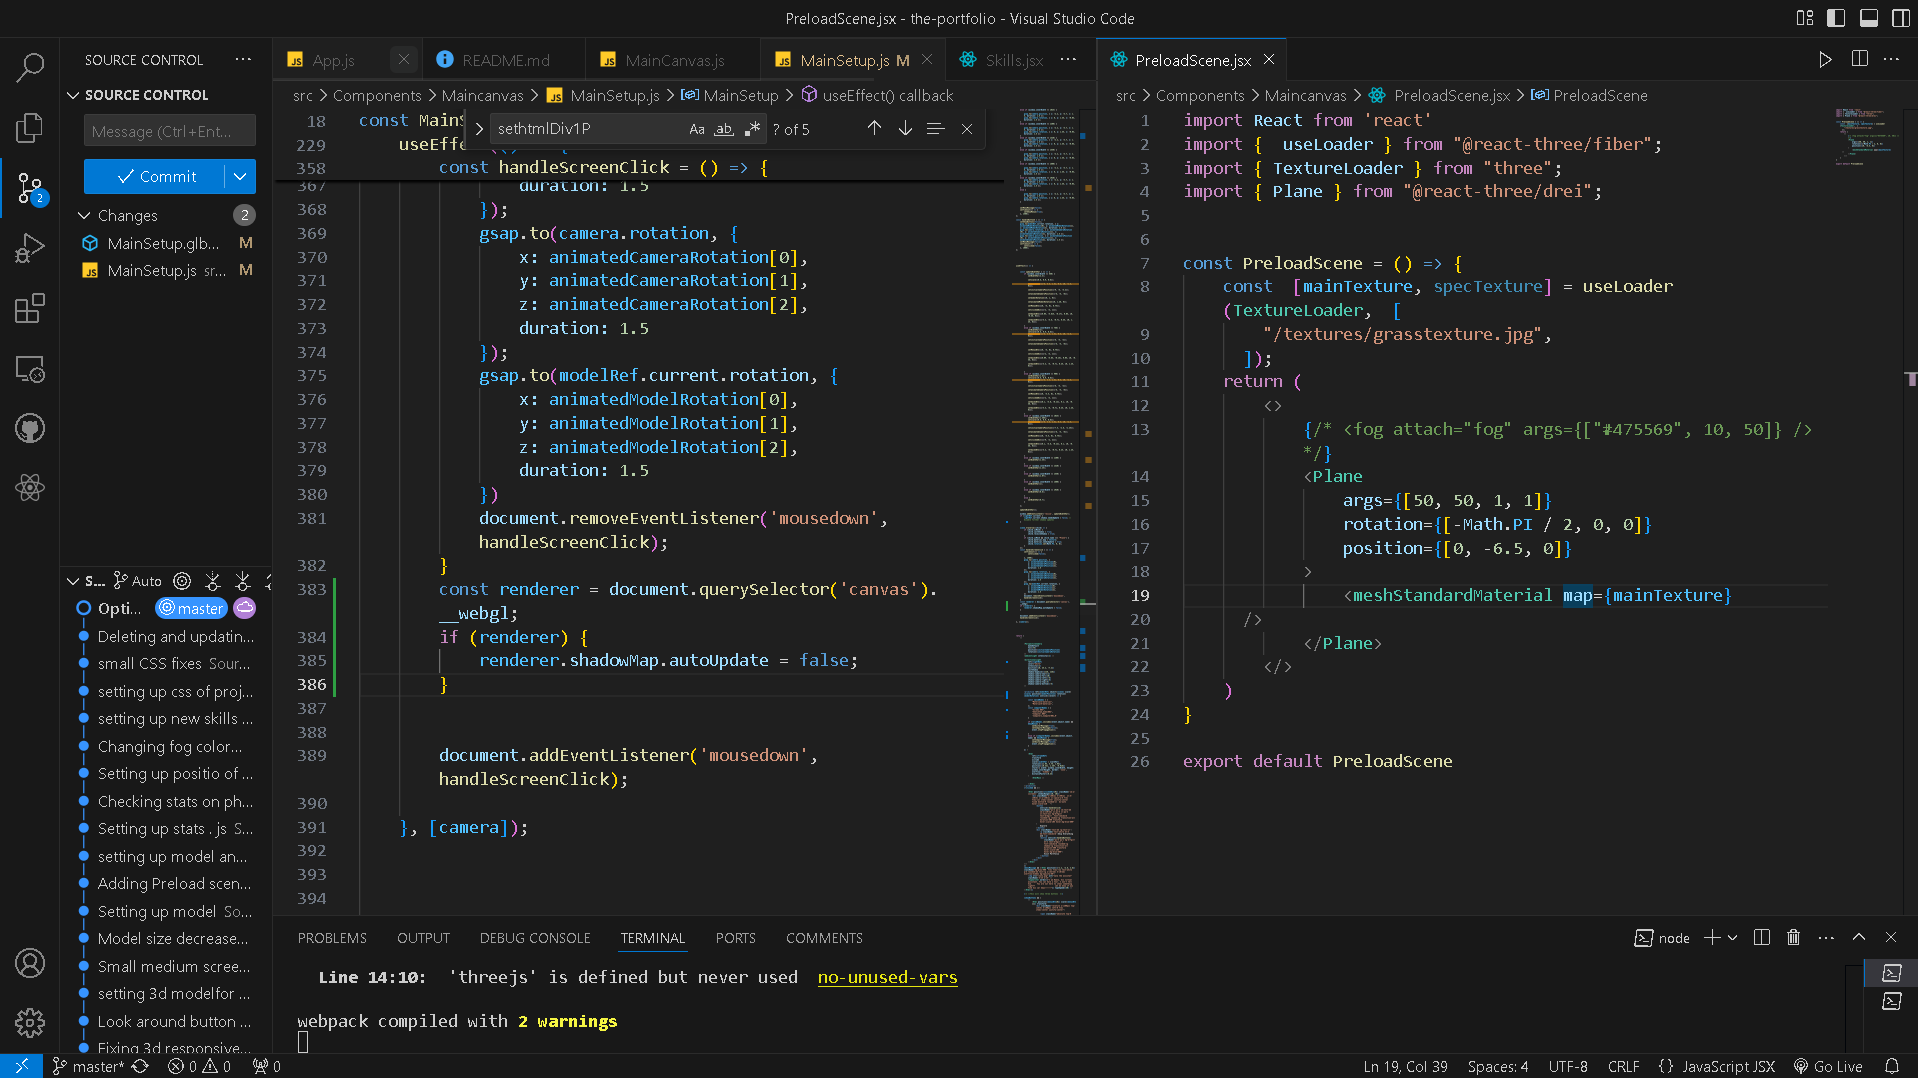 PreloadScene.jsx - the-portfolio - Visual Studio Code
SOURCE CONTROL
SOURCE CONTROL
Message (Ctrl+Ent...
Commit
Changes 2
MainSetup.glb... M
MainSetup.js sr... M
2
S... Auto
Opti... master
Deleting and updatin...
small CSS fixes Sour...
setting up css of proj...
setting up new skills ...
Changing fog color...
Setting up positio of ...
Checking stats on ph...
Setting up stats . js S...
setting up model an...
Adding Preload scen...
Setting up model So...
Model size decrease...
Small medium scree...
setting 3d modelfor ...
Look around button ...
Fixing 3d responsive...
App.js
README.md
MainCanvas.js
MainSetup.js M
Skills.jsx
src > Components > Maincanvas > MainSetup.js > MainSetup > useEffect() callback
sethtmlDiv1P Aa ab ? of 5
18 const MainS
229 useEffe
358 const handleScreenClick = () => {
367 duration: 1.5
368 });
369 gsap.to(camera.rotation, {
370 x: animatedCameraRotation[0],
371 y: animatedCameraRotation[1],
372 z: animatedCameraRotation[2],
373 duration: 1.5
374 });
375 gsap.to(modelRef.current.rotation, {
376 x: animatedModelRotation[0],
377 y: animatedModelRotation[1],
378 z: animatedModelRotation[2],
379 duration: 1.5
380 })
381 document.removeEventListener('mousedown',
handleScreenClick);
382 }
383 const renderer = document.querySelector('canvas').
__webgl;
384 if (renderer) {
385 renderer.shadowMap.autoUpdate = false;
386 }
387
388
389 document.addEventListener('mousedown',
handleScreenClick);
390
391 }, [camera]);
392
393
394
PreloadScene.jsx
src > Components > Maincanvas > PreloadScene.jsx > PreloadScene
1 import React from 'react'
2 import {  useLoader } from "@react-three/fiber";
3 import { TextureLoader } from "three";
4 import { Plane } from "@react-three/drei";
5
6
7 const PreloadScene = () => {
8 const  [mainTexture, specTexture] = useLoader
(TextureLoader,  [
9 "/textures/grasstexture.jpg",
10 ]);
11 return (
12 <>
13 {/* <fog attach="fog" args={["#475569", 10, 50]} />
*/}
14 <Plane
15 args={[50, 50, 1, 1]}
16 rotation={[-Math.PI / 2, 0, 0]}
17 position={[0, -6.5, 0]}
18 >
19 <meshStandardMaterial map={mainTexture}
20 />
21 </Plane>
22 </>
23 )
24 }
25
26 export default PreloadScene
PROBLEMS OUTPUT DEBUG CONSOLE TERMINAL PORTS COMMENTS
node
Line 14:10:  'threejs' is defined but never used  no-unused-vars
webpack compiled with 2 warnings
master* 0 0 0
Ln 19, Col 39 Spaces: 4 UTF-8 CRLF {} JavaScript JSX Go Live